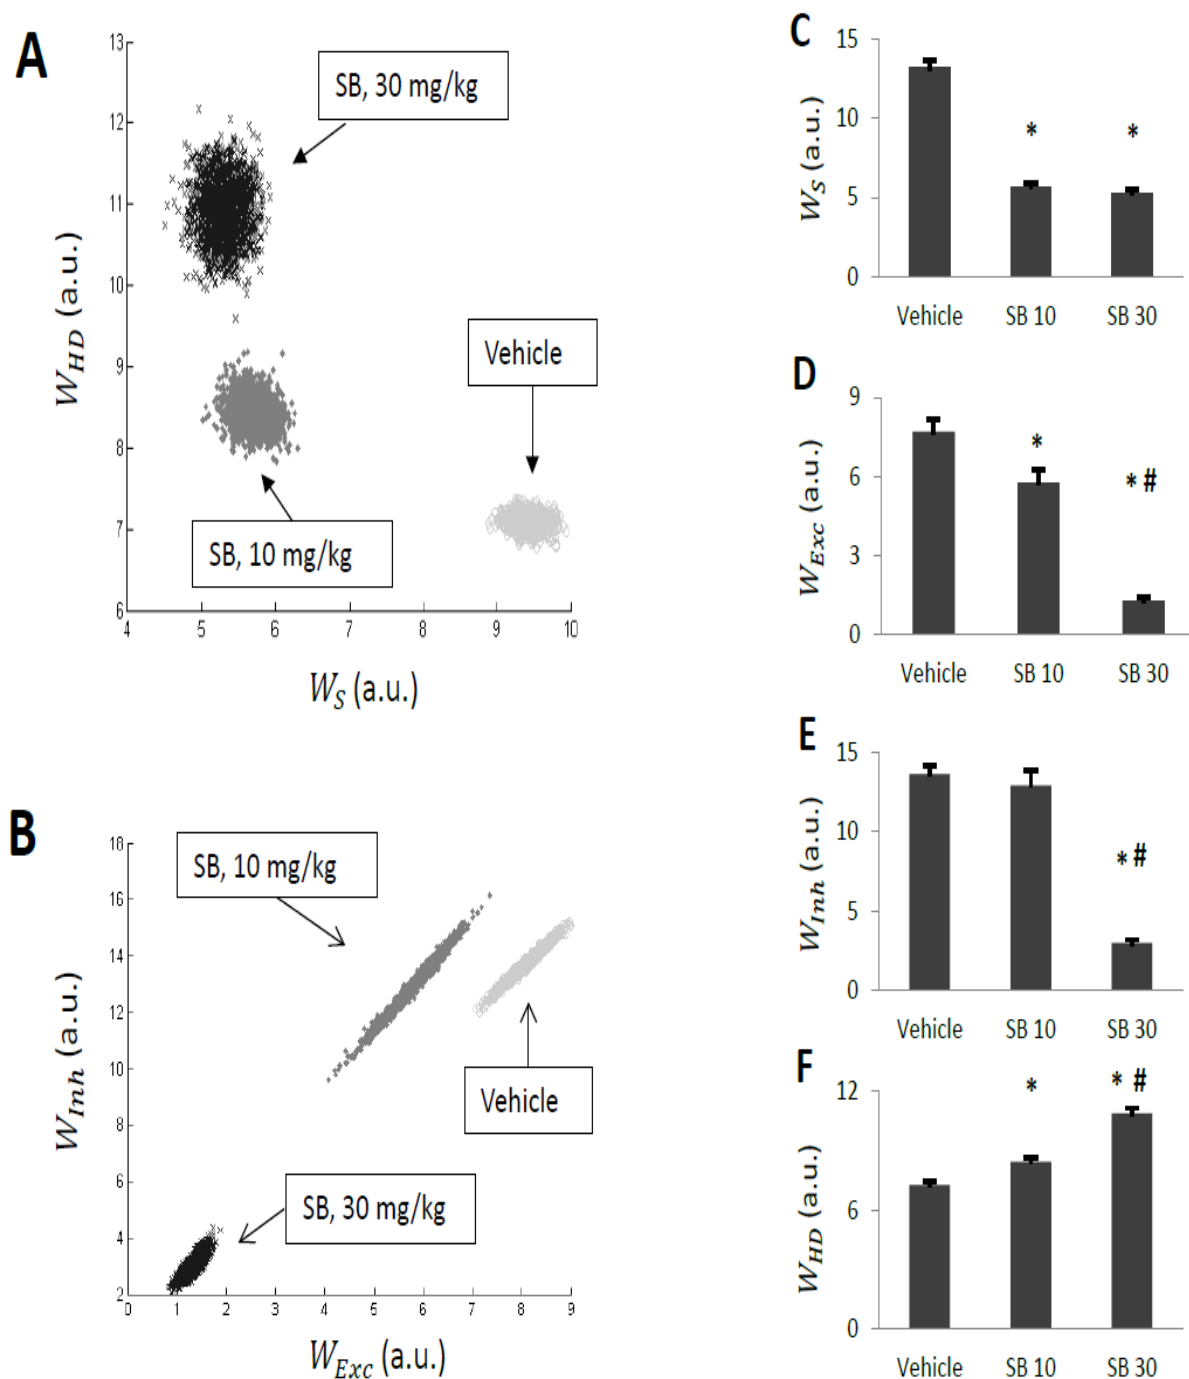 A
13
12
11
10
9
8
7
6
4
5
6
7
8
9
10
W_HD (a.u.)
W_S (a.u.)
SB, 30 mg/kg
Vehicle
SB, 10 mg/kg
B
18
16
14
12
10
8
6
4
2
0
1
2
3
4
5
6
7
8
9
W_Inh (a.u.)
W_Exc (a.u.)
SB, 10 mg/kg
Vehicle
SB, 30 mg/kg
C
15
10
5
0
W_S (a.u.)
* *
Vehicle SB 10 SB 30
D
9
6
3
0
W_Exc (a.u.)
* * #
Vehicle SB 10 SB 30
E
15
10
5
0
W_Inh (a.u.)
* #
Vehicle SB 10 SB 30
F
12
6
0
W_HD (a.u.)
* * #
Vehicle SB 10 SB 30